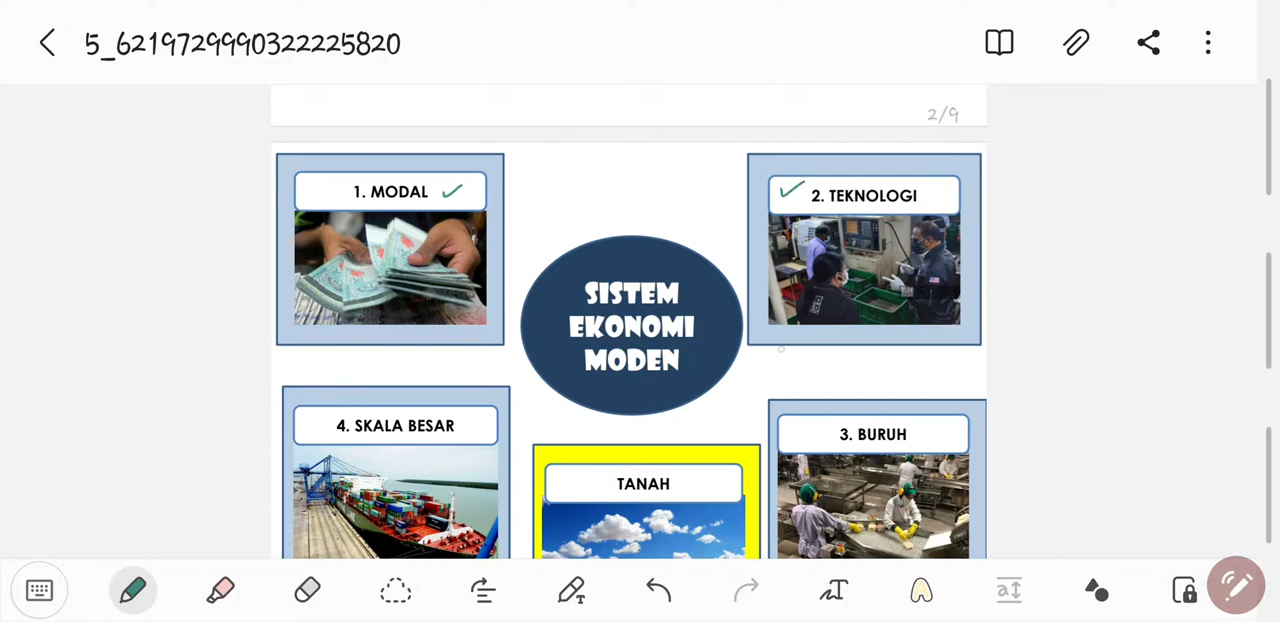 5_6219729990322225820
2/9
1. MODAL
2. TEKNOLOGI
SISTEM
EKONOMI
MODEN
4. SKALA BESAR
3. BURUH
TANAH